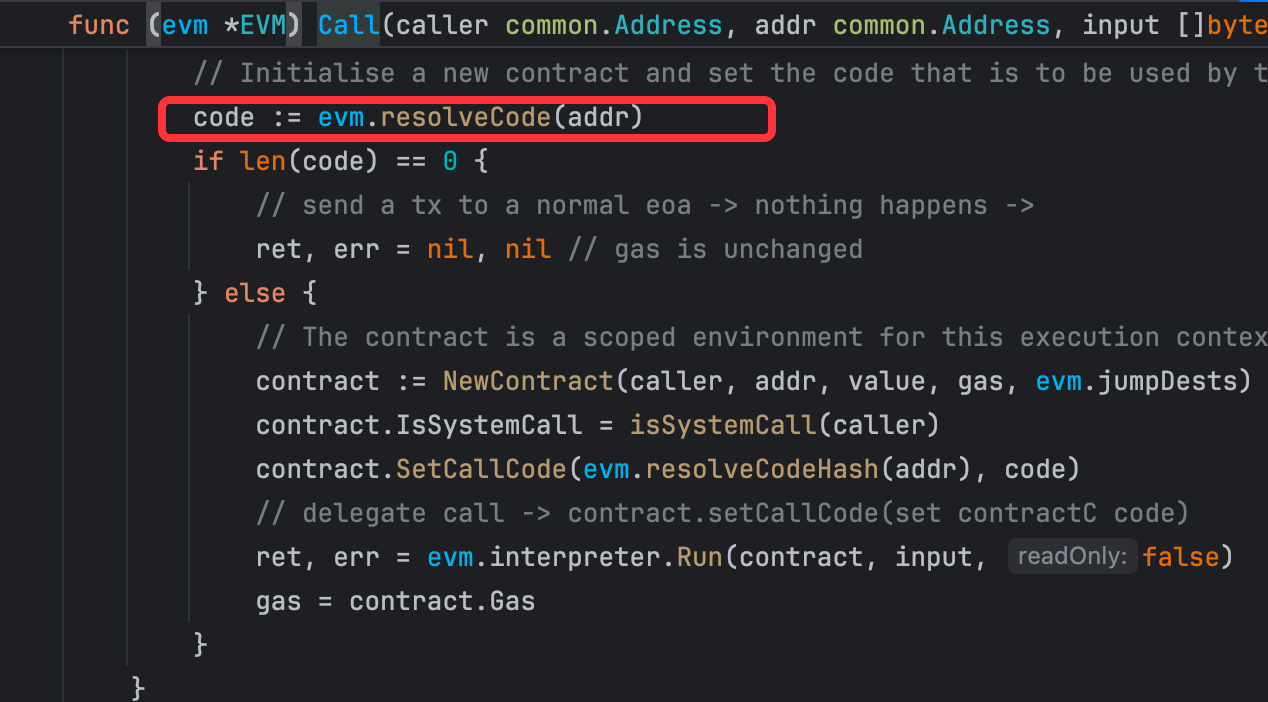 func (evm *EVM) Call(caller common.Address, addr common.Address, input []byte
// Initialise a new contract and set the code that is to be used by t
code := evm.resolveCode(addr)
if len(code) == 0 {
// send a tx to a normal eoa -> nothing happens ->
ret, err = nil, nil // gas is unchanged
} else {
// The contract is a scoped environment for this execution contex
contract := NewContract(caller, addr, value, gas, evm.jumpDests)
contract.IsSystemCall = isSystemCall(caller)
contract.SetCallCode(evm.resolveCodeHash(addr), code)
// delegate call -> contract.setCallCode(set contractC code)
ret, err = evm.interpreter.Run(contract, input, readOnly: false)
gas = contract.Gas
}
}